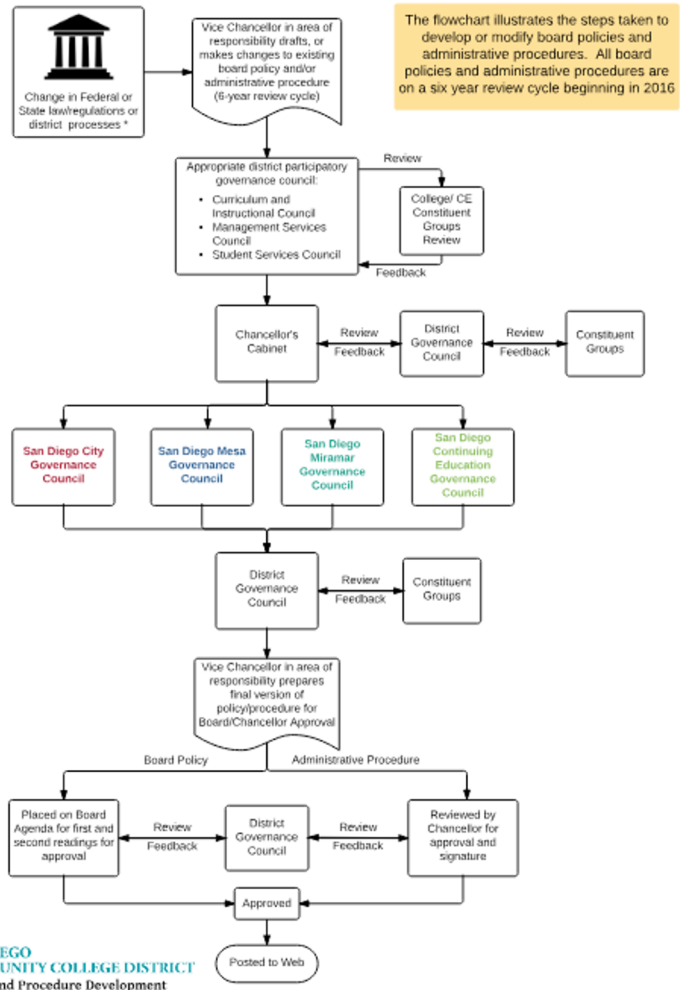 Change in Federal or
State law/regulations or
district processes *
Vice Chancellor in area of
responsibility drafts, or
makes changes to existing
board policy and/or
administrative procedure
(6-year review cycle)
The flowchart illustrates the steps taken to
develop or modify board policies and
administrative procedures. All board
policies and administrative procedures are
on a six year review cycle beginning in 2016
Appropriate district participatory
governance council:
• Curriculum and
Instructional Council
• Management Services
Council
• Student Services Council
Review
College/ CE
Constituent
Groups
Review
Feedback
Chancellor's
Cabinet
Review
Feedback
District
Governance
Council
Review
Feedback
Constituent
Groups
San Diego City
Governance
Council
San Diego Mesa
Governance
Council
San Diego
Miramar
Governance
Council
San Diego
Continuing
Education
Governance
Council
District
Governance
Council
Review
Feedback
Constituent
Groups
Vice Chancellor in area of
responsibility prepares
final version of
policy/procedure for
Board/Chancellor Approval
Board Policy
Administrative Procedure
Placed on Board
Agenda for first and
second readings for
approval
Review
Feedback
District
Governance
Council
Review
Feedback
Reviewed by
Chancellor for
approval and
signature
Approved
Posted to Web
EGO
UNITY COLLEGE DISTRICT
nd Procedure Development